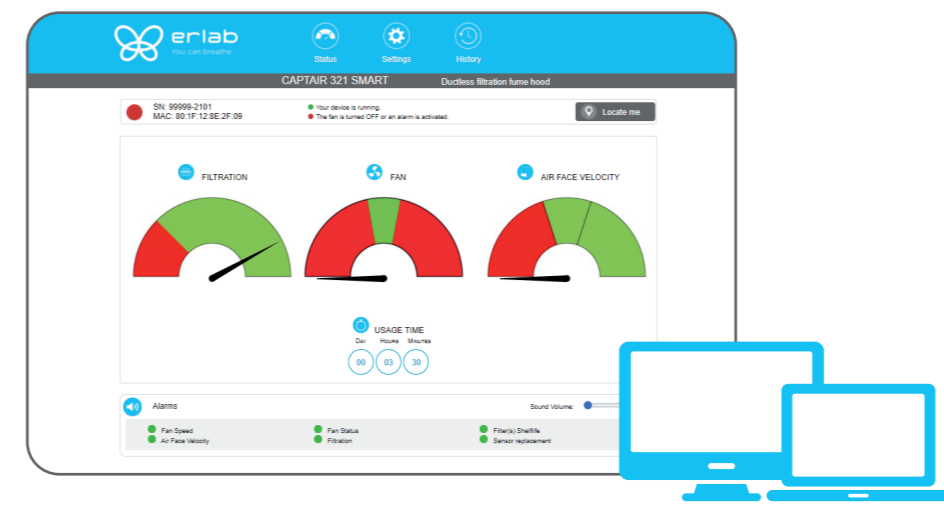 erlab
You can breathe.
Status Settings History
CAPTAIR 321 SMART Ductless filtration fume hood
SN: 99999-2101
MAC: 80:1F:12:8E:2F:09
Your device is running.
The fan is turned OFF or an alarm is activated.
Locate me
FILTRATION FAN AIR FACE VELOCITY
USAGE TIME
Day Hours Minutes
00 03 30
Alarms Sound Volume:
Fan Speed Fan Status Filter(s) Shelflife
Air Face Velocity Filtration Sensor replacement